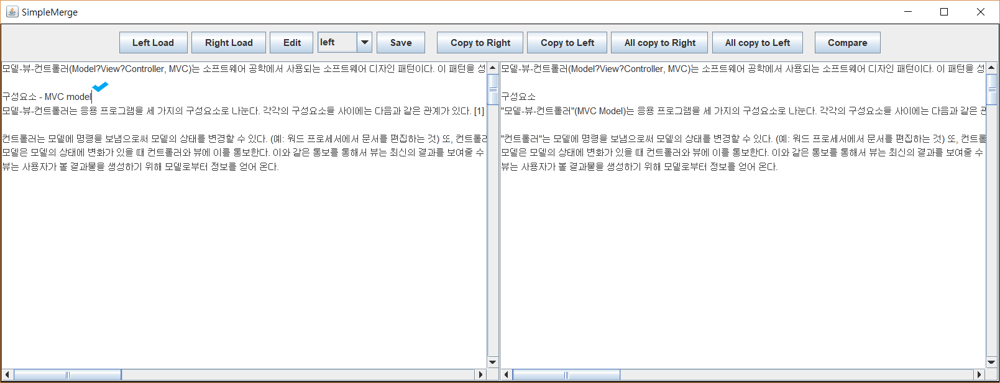 SimpleMerge
Left Load Right Load Edit left Save Copy to Right Copy to Left All copy to Right All copy to Left Compare
모델-뷰-컨트롤러(Model?View?Controller, MVC)는 소프트웨어 공학에서 사용되는 소프트웨어 디자인 패턴이다. 이 패턴을 성
구성요소 - MVC model
모델-뷰-컨트롤러는 응용 프로그램을 세 가지의 구성요소로 나눈다. 각각의 구성요소들 사이에는 다음과 같은 관계가 있다. [1]
컨트롤러는 모델에 명령을 보냄으로써 모델의 상태를 변경할 수 있다. (예: 워드 프로세서에서 문서를 편집하는 것) 또, 컨트롤러
모델은 모델의 상태에 변화가 있을 때 컨트롤러와 뷰에 이를 통보한다. 이와 같은 통보를 통해서 뷰는 최신의 결과를 보여줄 수
뷰는 사용자가 볼 결과물을 생성하기 위해 모델로부터 정보를 얻어 온다.
모델-뷰-컨트롤러(Model?View?Controller, MVC)는 소프트웨어 공학에서 사용되는 소프트웨어 디자인 패턴이다. 이 패턴을 성
구성요소
"모델-뷰-컨트롤러"(MVC Model)는 응용 프로그램을 세 가지의 구성요소로 나눈다. 각각의 구성요소들 사이에는 다음과 같은
"컨트롤러"는 모델에 명령을 보냄으로써 모델의 상태를 변경할 수 있다. (예: 워드 프로세서에서 문서를 편집하는 것) 또, 컨트롤
모델은 모델의 상태에 변화가 있을 때 컨트롤러와 뷰에 이를 통보한다. 이와 같은 통보를 통해서 뷰는 최신의 결과를 보여줄 수
뷰는 사용자가 볼 결과물을 생성하기 위해 모델로부터 정보를 얻어 온다.